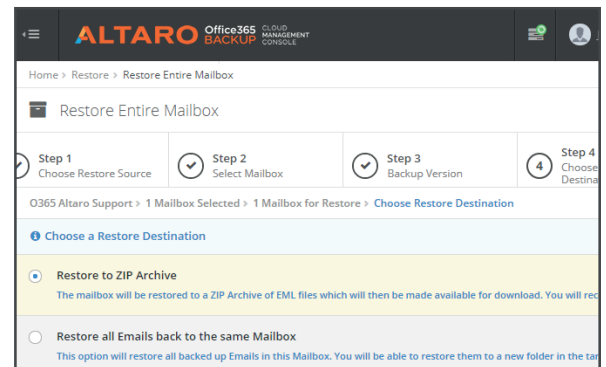 ALTARO Office365 BACKUP CLOUD MANAGEMENT CONSOLE
Home > Restore > Restore Entire Mailbox
Restore Entire Mailbox
Step 1
Choose Restore Source
Step 2
Select Mailbox
Step 3
Backup Version
4
Step 4
Choose
Destina
O365 Altaro Support > 1 Mailbox Selected > 1 Mailbox for Restore > Choose Restore Destination
Choose a Restore Destination
Restore to ZIP Archive
The mailbox will be restored to a ZIP Archive of EML files which will then be made available for download. You will rec
Restore all Emails back to the same Mailbox
This option will restore all backed up Emails in this Mailbox. You will be able to restore them to a new folder in the tar